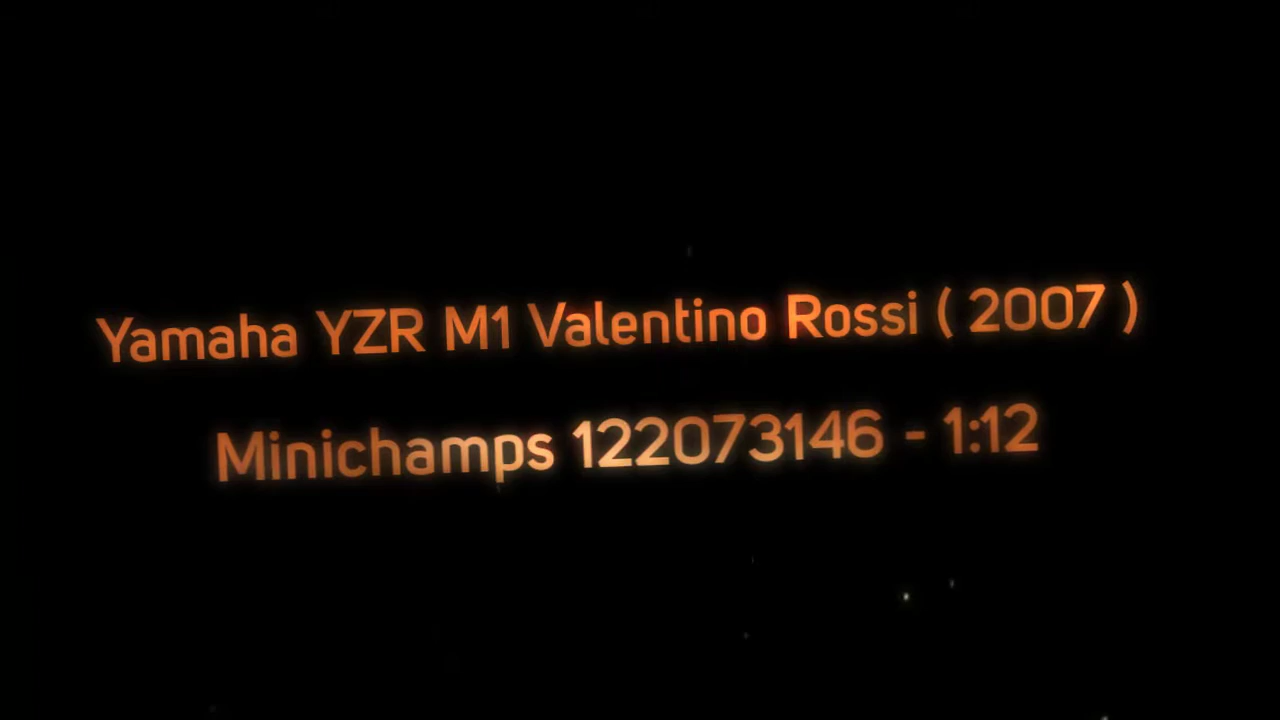 Yamaha YZR M1 Valentino Rossi ( 2007 )
Minichamps 122073146 - 1:12